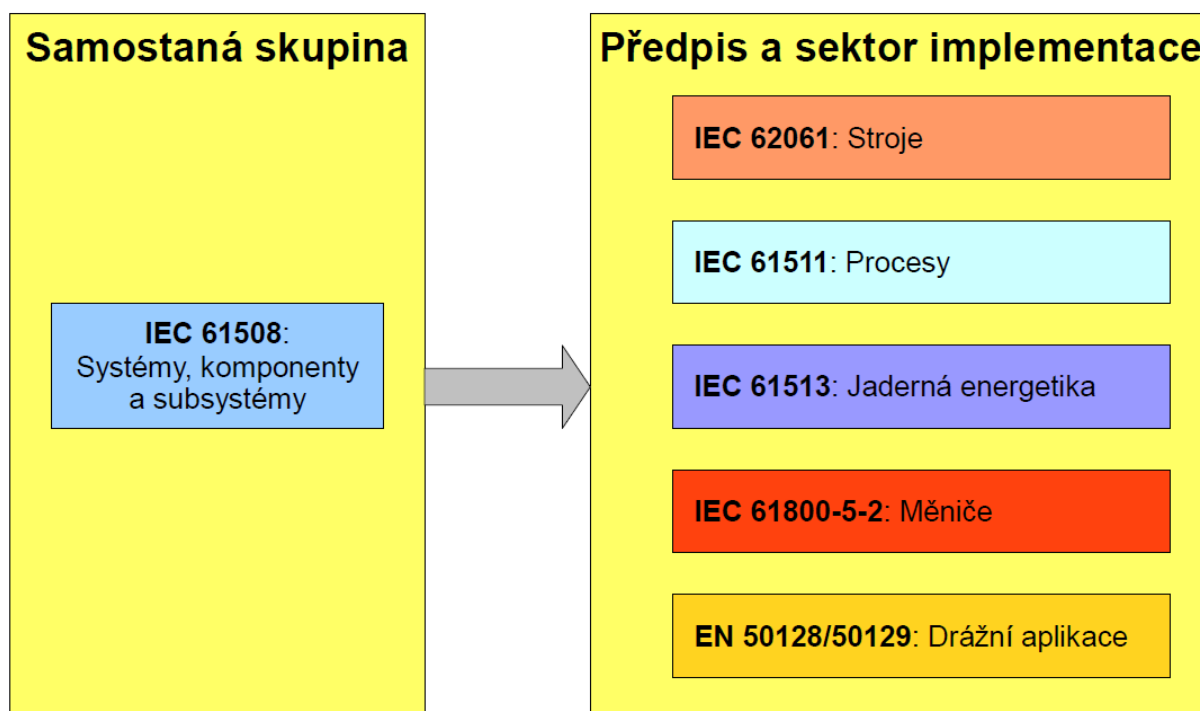 Samostaná skupina
IEC 61508:
Systémy, komponenty
a subsystémy
Předpis a sektor implementace
IEC 62061: Stroje
IEC 61511: Procesy
IEC 61513: Jaderná energetika
IEC 61800-5-2: Měniče
EN 50128/50129: Drážní aplikace